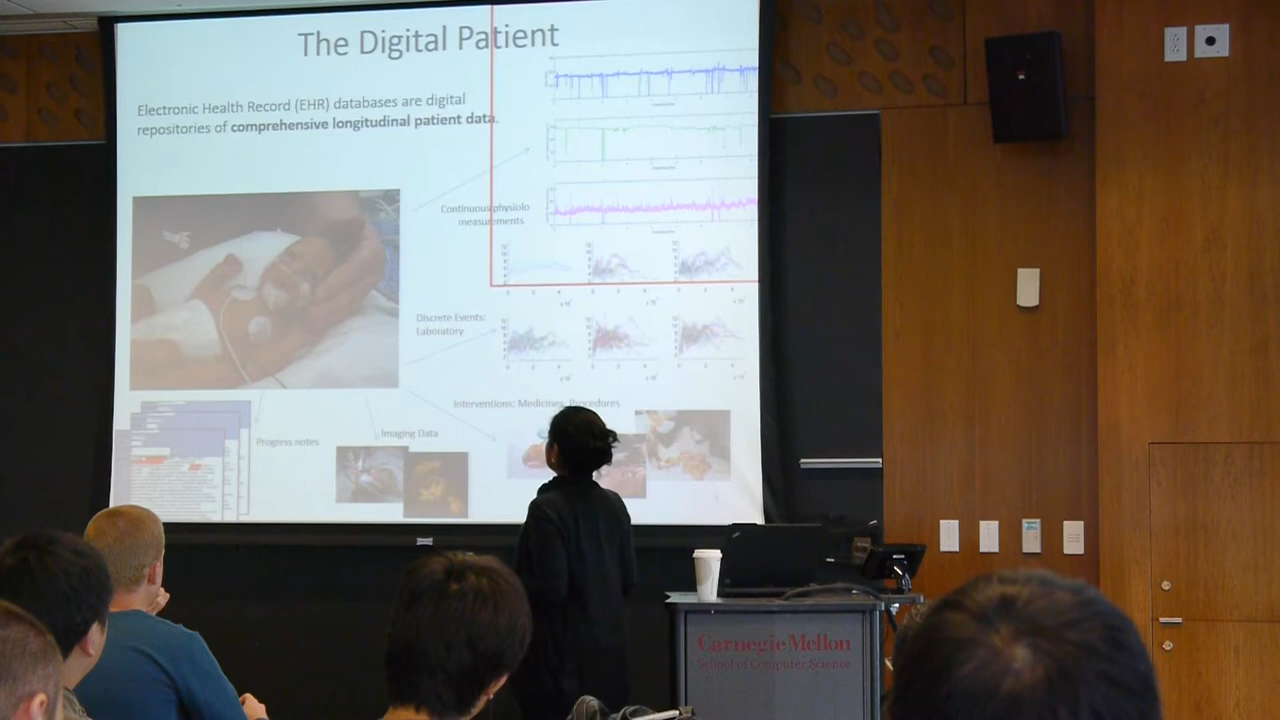 The Digital Patient
Electronic Health Record (EHR) databases are digital
repositories of comprehensive longitudinal patient data.
Continuous physiolo
measurements
Discrete Events:
Laboratory
Interventions: Medicines, Procedures
Progress notes
Imaging Data
Carnegie Mellon
School of Computer Science